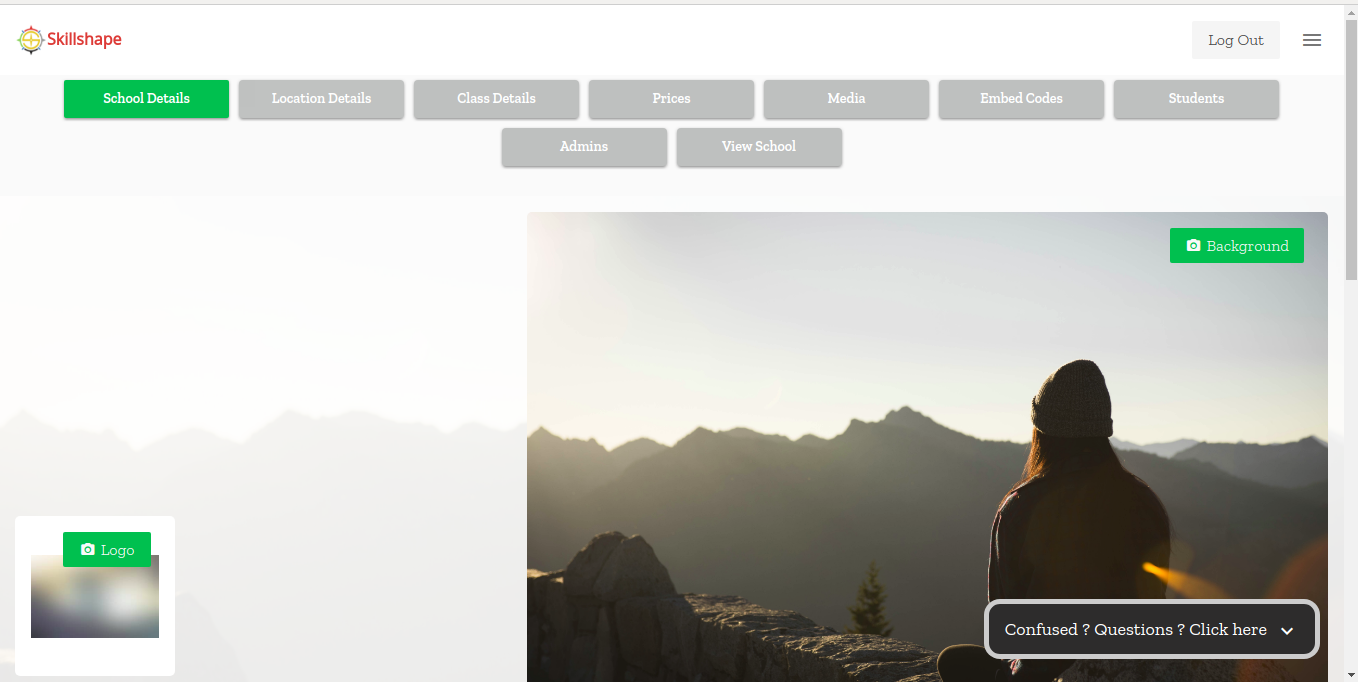 Skillshape
Log Out
School Details
Location Details
Class Details
Prices
Media
Embed Codes
Students
Admins
View School
Background
Logo
Confused ? Questions ? Click here